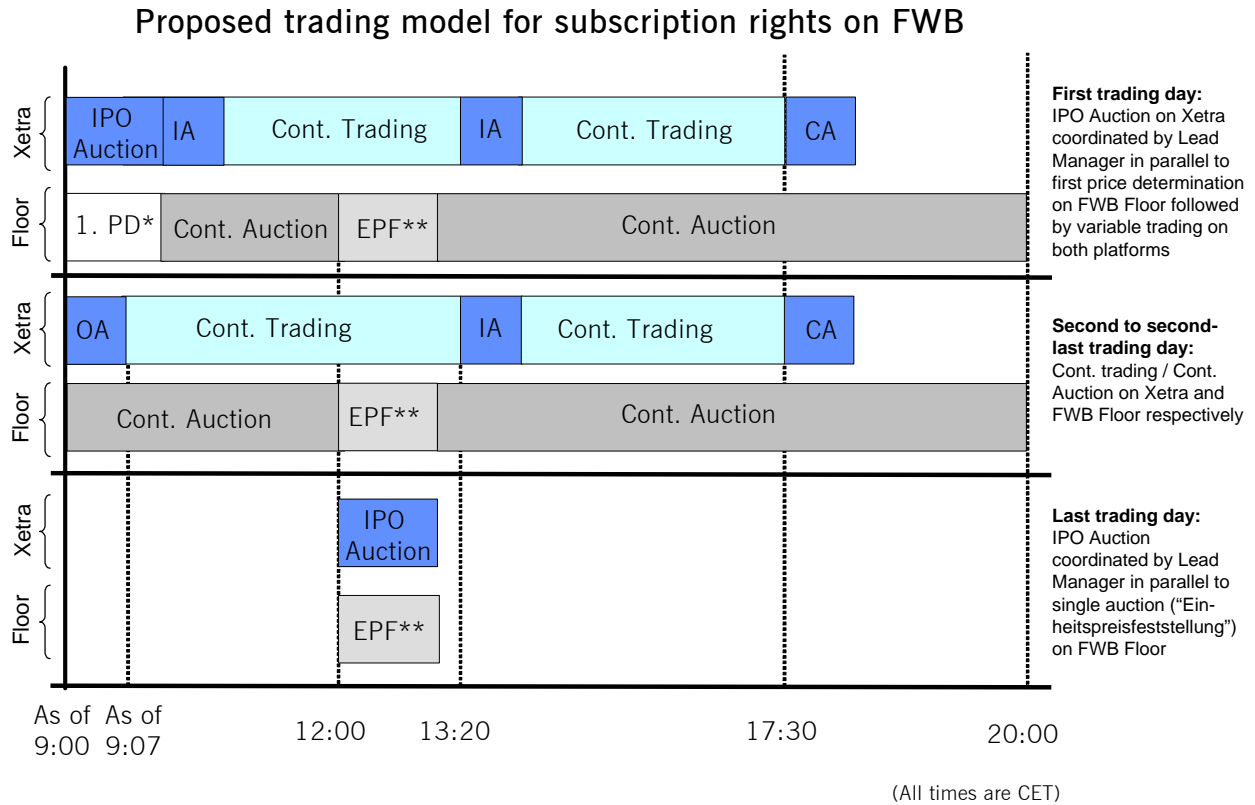 Proposed trading model for subscription rights on FWB
Xetra
IPO
Auction
IA
Cont. Trading
IA
Cont. Trading
CA
Floor
1. PD*
Cont. Auction
EPF**
Cont. Auction
First trading day:
IPO Auction on Xetra
coordinated by Lead
Manager in parallel to
first price determination
on FWB Floor followed
by variable trading on
both platforms
Xetra
OA
Cont. Trading
IA
Cont. Trading
CA
Floor
Cont. Auction
EPF**
Cont. Auction
Second to second-
last trading day:
Cont. trading / Cont.
Auction on Xetra and
FWB Floor respectively
Xetra
IPO
Auction
Floor
EPF**
Last trading day:
IPO Auction
coordinated by Lead
Manager in parallel to
single auction (“Ein-
heitspreisfeststellung”)
on FWB Floor
As of
9:00
As of
9:07
12:00
13:20
17:30
20:00
(All times are CET)